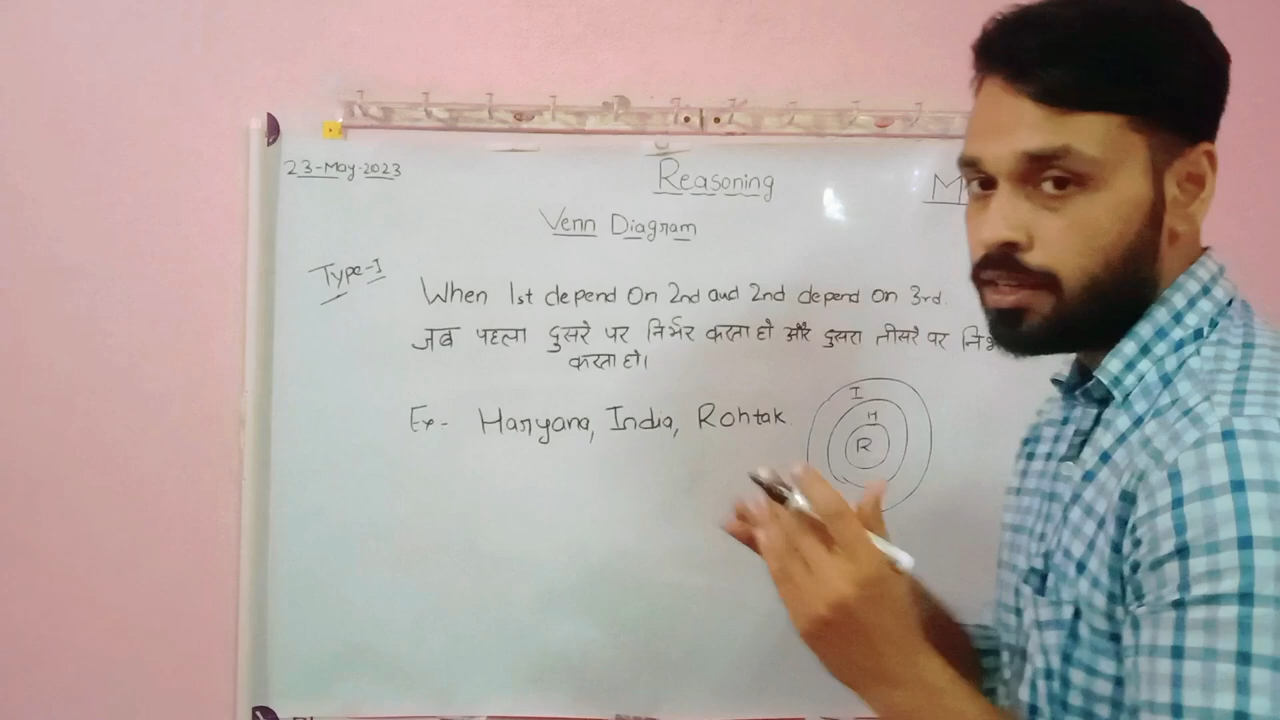 23-May-2023
Reasoning
M
Venn Diagram
Type-I
When 1st depend on 2nd and 2nd depend on 3rd.
जब पहला दुसरे पर निर्भर करता हो और दुसरा तीसरे पर
करता हो।
Ex- Haryana, India, Rohtak.
I
H
R